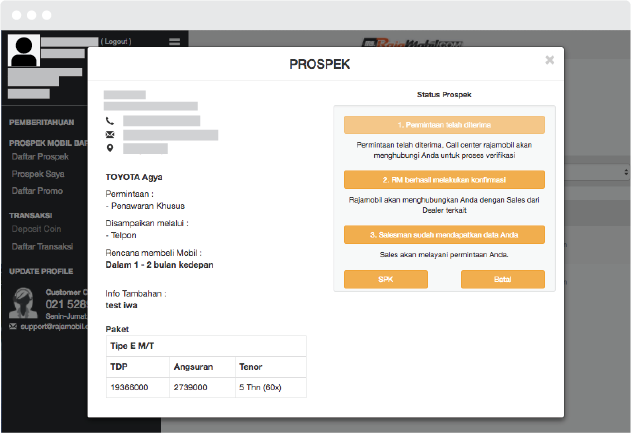 ( Logout )
RajaMobil.com
PROSPEK
×
PEMBERITAHUAN
PROSPEK MOBIL BAR
Daftar Prospek
Prospek Saya
Daftar Promo
TRANSAKSI
Deposit Coin
Daftar Transaksi
UPDATE PROFILE
Customer C
021 5289
Senin-Jumat
support@rajamobil.c
TOYOTA Agya
Permintaan :
- Penawaran Khusus
Disampaikan melalui :
- Telpon
Rencana membeli Mobil :
Dalam 1 - 2 bulan kedepan
Info Tambahan :
test iwa
Paket
Tipe E M/T
TDP Angsuran Tenor
19366000 2739000 5 Thn (60x)
Status Prospek
1. Permintaan telah diterima
Permintaan telah diterima. Call center rajamobil akan
menghubungi Anda untuk proses verifikasi
2. RM berhasil melakukan konfirmasi
Rajamobil akan menghubungkan Anda dengan Sales dari
Dealer terkait
3. Salesman sudah mendapatkan data Anda
Sales akan melayani permintaan Anda.
SPK Batal